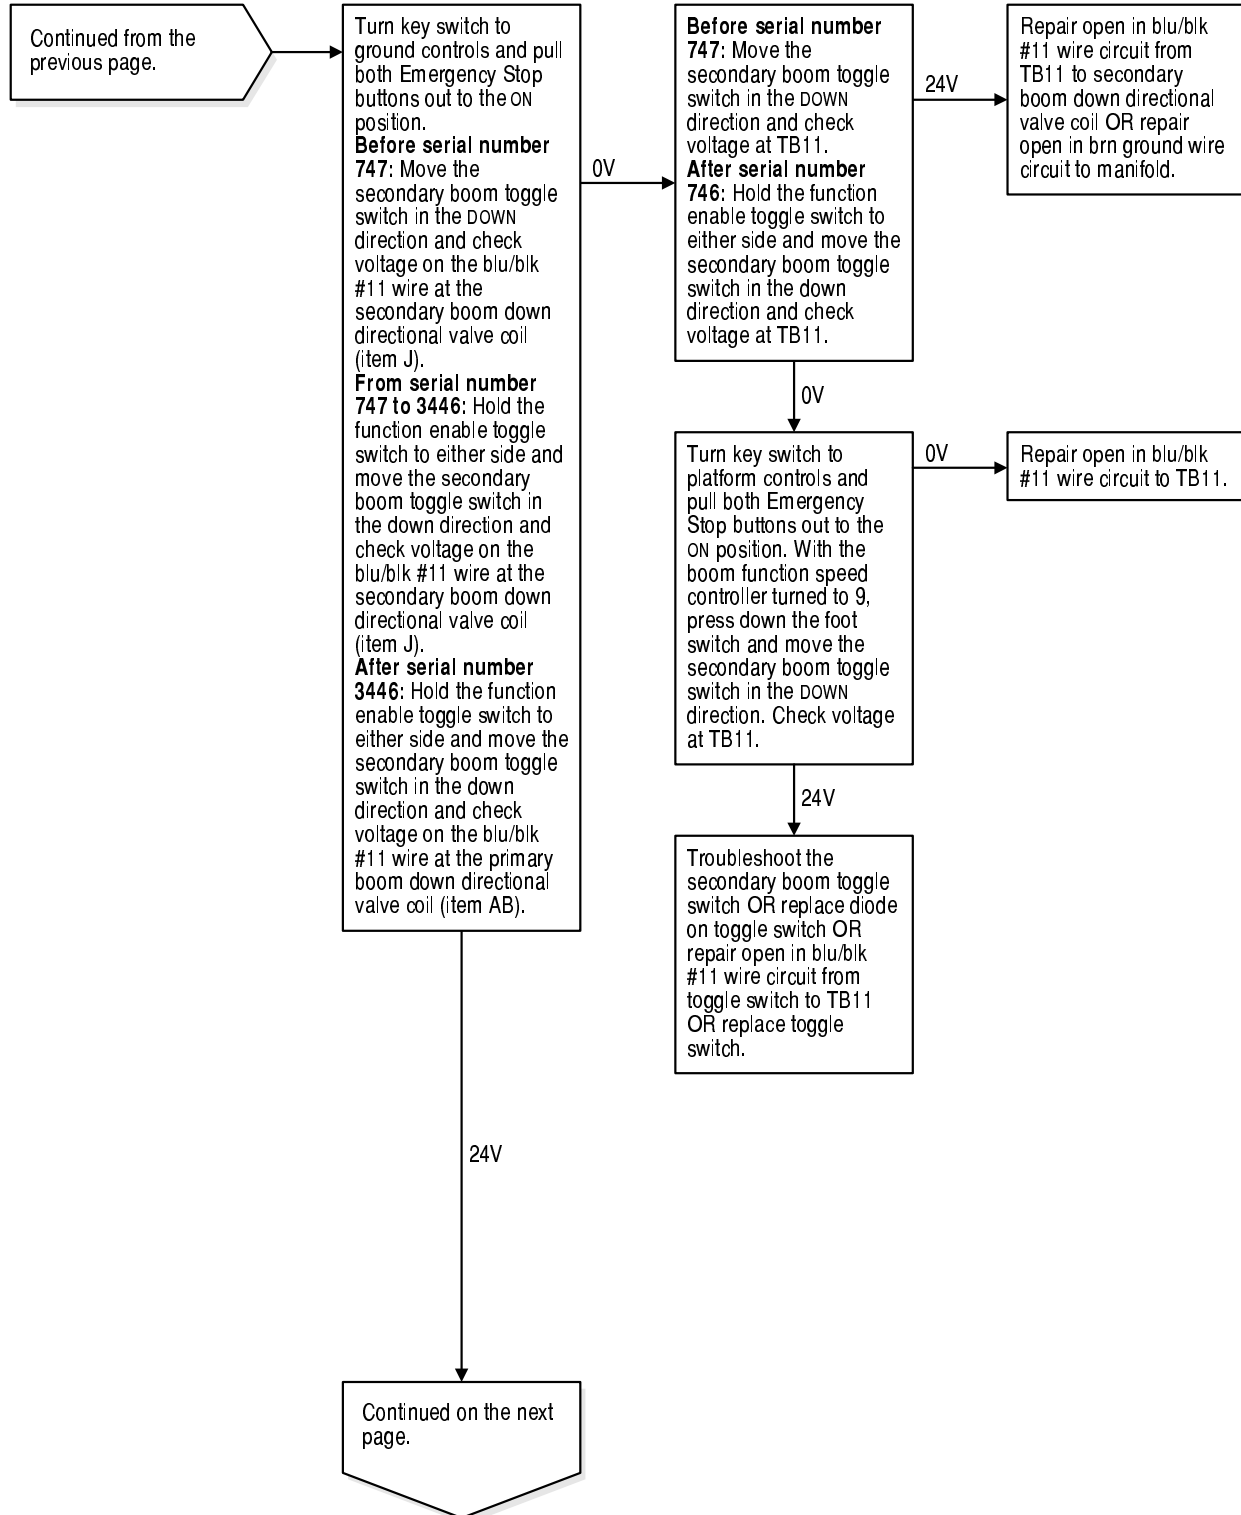 Continued from the
previous page.
Turn key switch to
ground controls and pull
both Emergency Stop
buttons out to the ON
position.
Before serial number
747: Move the
secondary boom toggle
switch in the DOWN
direction and check
voltage on the blu/blk
#11 wire at the
secondary boom down
directional valve coil
(item J).
From serial number
747 to 3446: Hold the
function enable toggle
switch to either side and
move the secondary
boom toggle switch in
the down direction and
check voltage on the
blu/blk #11 wire at the
secondary boom down
directional valve coil
(item J).
After serial number
3446: Hold the function
enable toggle switch to
either side and move the
secondary boom toggle
switch in the down
direction and check
voltage on the blu/blk
#11 wire at the primary
boom down directional
valve coil (item AB).
0V
Before serial number
747: Move the
secondary boom toggle
switch in the DOWN
direction and check
voltage at TB11.
After serial number
746: Hold the function
enable toggle switch to
either side and move the
secondary boom toggle
switch in the down
direction and check
voltage at TB11.
24V
Repair open in blu/blk
#11 wire circuit from
TB11 to secondary
boom down directional
valve coil OR repair
open in brn ground wire
circuit to manifold.
0V
Turn key switch to
platform controls and
pull both Emergency
Stop buttons out to the
ON position. With the
boom function speed
controller turned to 9,
press down the foot
switch and move the
secondary boom toggle
switch in the DOWN
direction. Check voltage
at TB11.
0V
Repair open in blu/blk
#11 wire circuit to TB11.
24V
Troubleshoot the
secondary boom toggle
switch OR replace diode
on toggle switch OR
repair open in blu/blk
#11 wire circuit from
toggle switch to TB11
OR replace toggle
switch.
24V
Continued on the next
page.